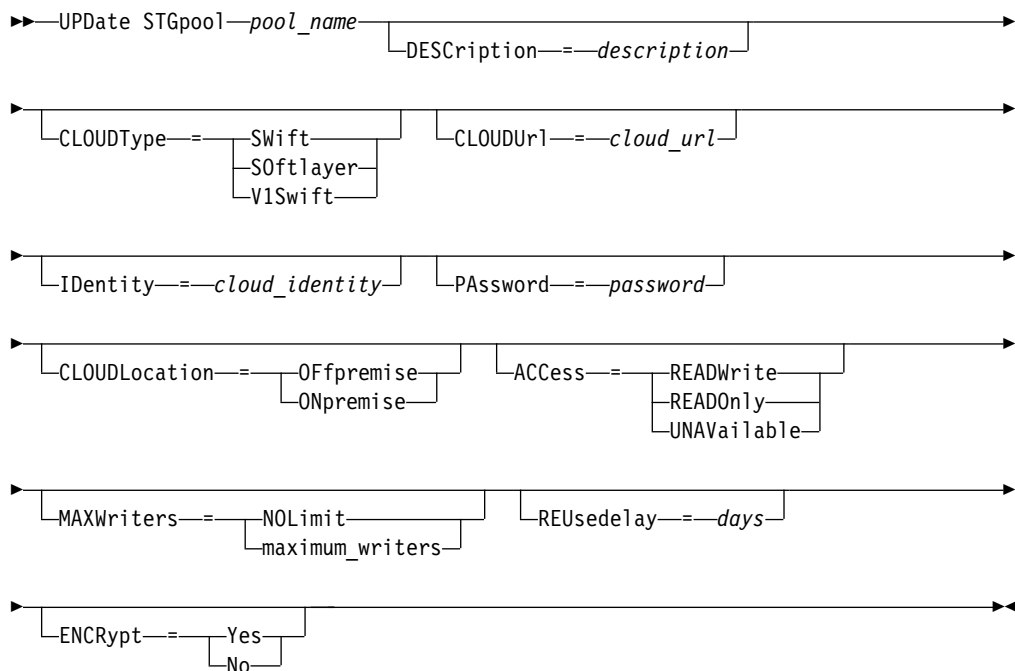 UPDate STGpool pool_name
DESCription = description
CLOUDType = SWift CLOUDUrl = cloud_url
SOftlayer
V1Swift
IDentity = cloud_identity PAssword = password
CLOUDLocation = OFfpremise ACCess = READWrite
ONpremise READOnly
UNAVailable
MAXWriters = NOLimit REUsedelay = days
maximum_writers
ENCRypt = Yes
No